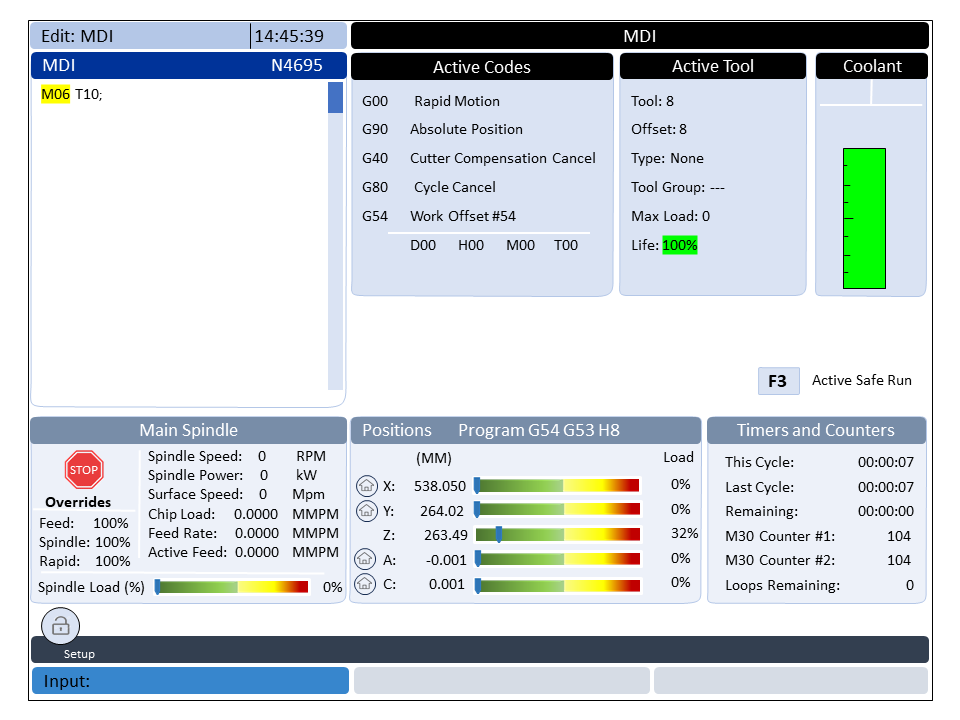 Edit: MDI 14:45:39 MDI
MDI N4695
M06 T10;
Active Codes
G00 Rapid Motion
G90 Absolute Position
G40 Cutter Compensation Cancel
G80 Cycle Cancel
G54 Work Offset #54
D00 H00 M00 T00
Active Tool
Tool: 8
Offset: 8
Type: None
Tool Group: ---
Max Load: 0
Life: 100%
Coolant
F3 Active Safe Run
Main Spindle
STOP
Overrides
Feed: 100%
Spindle: 100%
Rapid: 100%
Spindle Speed: 0 RPM
Spindle Power: 0 kW
Surface Speed: 0 Mpm
Chip Load: 0.0000 MMPM
Feed Rate: 0.0000 MMPM
Active Feed: 0.0000 MMPM
Spindle Load (%) 0%
Positions Program G54 G53 H8
(MM) Load
X: 538.050 0%
Y: 264.02 0%
Z: 263.49 32%
A: -0.001 0%
C: 0.001 0%
Timers and Counters
This Cycle: 00:00:07
Last Cycle: 00:00:07
Remaining: 00:00:00
M30 Counter #1: 104
M30 Counter #2: 104
Loops Remaining: 0
Setup
Input: